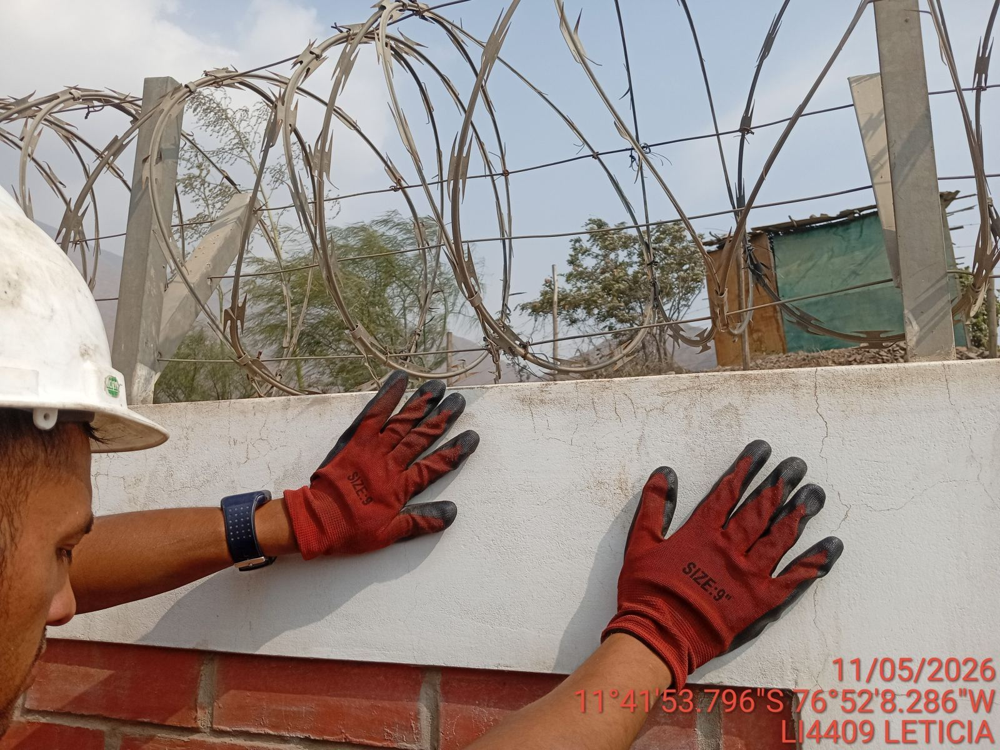 SIZE:9
SIZE:9"
11/05/2026
11°41'53.796"S 76°52'8.286"W
LI4409 LETICIA